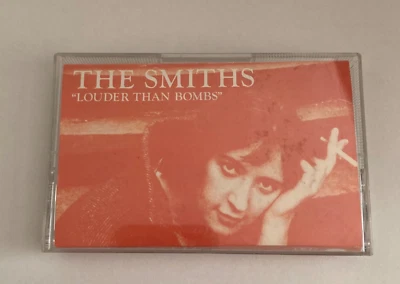 THE SMITHS
“LOUDER THAN BOMBS”